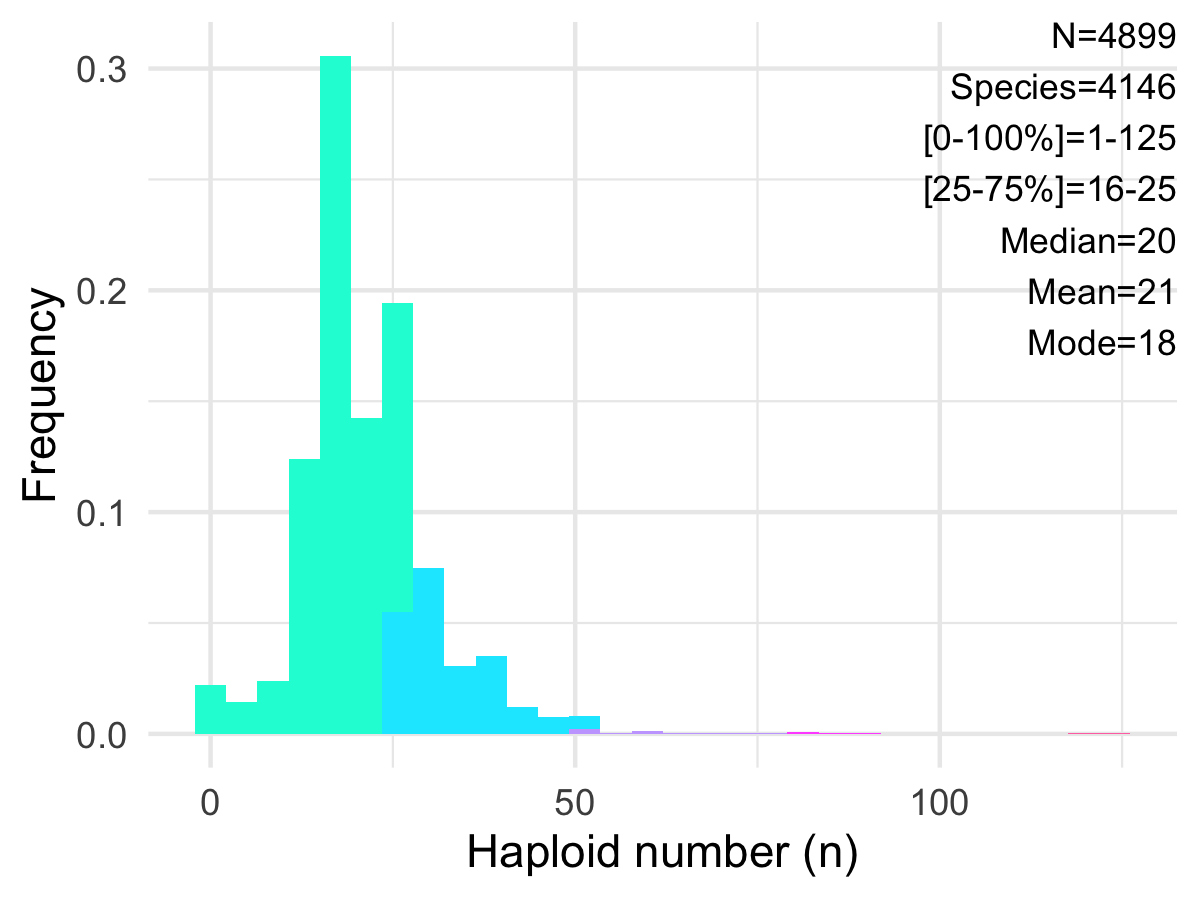 N=4899
Species=4146
[0-100%]=1-125
[25-75%]=16-25
Median=20
Mean=21
Mode=18
Frequency
0.3
0.2
0.1
0.0
0 50 100
Haploid number (n)